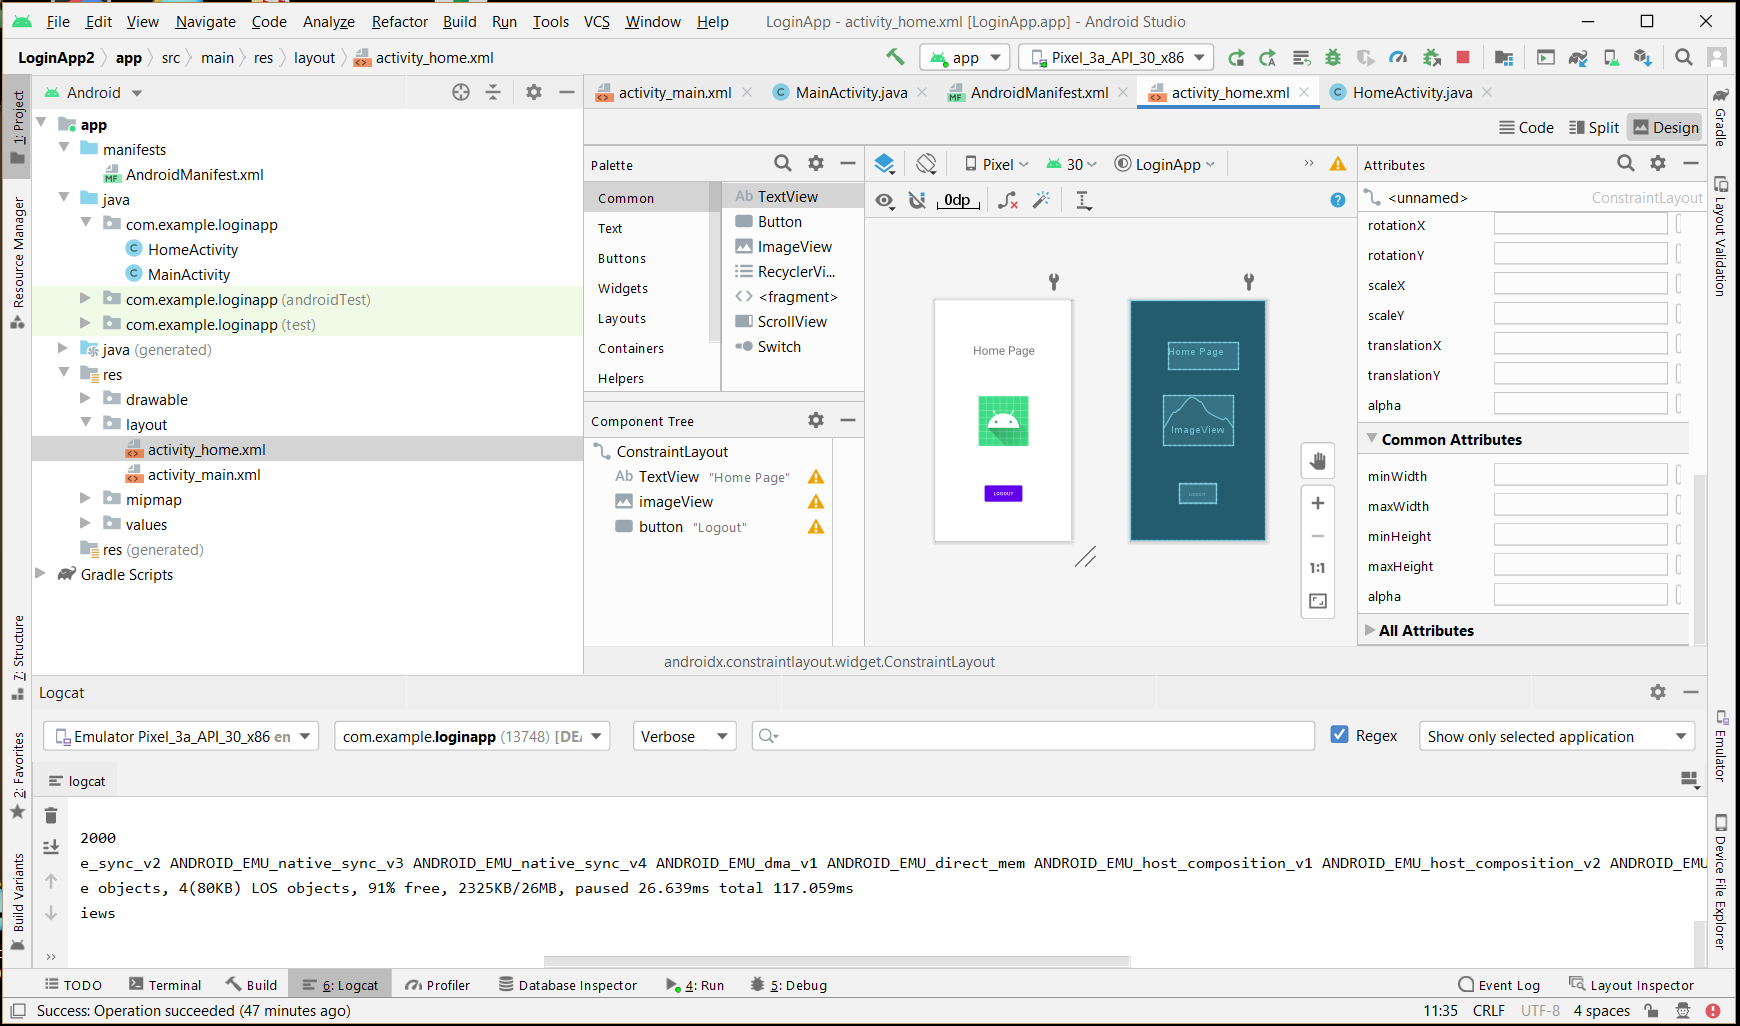 File Edit View Navigate Code Analyze Refactor Build Run Tools VCS Window Help LoginApp - activity_home.xml [LoginApp.app] - Android Studio
LoginApp2 app src main res layout activity_home.xml app Pixel_3a_API_30_x86
Android
activity_main.xml MainActivity.java AndroidManifest.xml activity_home.xml HomeActivity.java
Code Split Design
1: Project
Resource Manager
7: Structure
2: Favorites
Build Variants
app
manifests
MF AndroidManifest.xml
java
com.example.loginapp
C HomeActivity
C MainActivity
com.example.loginapp (androidTest)
com.example.loginapp (test)
java (generated)
res
drawable
layout
activity_home.xml
activity_main.xml
mipmap
values
res (generated)
Gradle Scripts
Palette
Common
Text
Buttons
Widgets
Layouts
Containers
Helpers
Ab TextView
Button
ImageView
RecyclerVi...
<fragment>
ScrollView
Switch
Component Tree
ConstraintLayout
Ab TextView "Home Page"
imageView
button "Logout"
Pixel 30 LoginApp »
0dp
Home Page
LOGOUT
Home Page
ImageView
LOGOUT
1:1
androidx.constraintlayout.widget.ConstraintLayout
Attributes
<unnamed> ConstraintLayout
rotationX
rotationY
scaleX
scaleY
translationX
translationY
alpha
Common Attributes
minWidth
maxWidth
minHeight
maxHeight
alpha
All Attributes
Gradle
Layout Validation
Emulator
Device File Explorer
Logcat
Emulator Pixel_3a_API_30_x86 en com.example.loginapp (13748) [DEA Verbose Regex Show only selected application
logcat
2000
e_sync_v2 ANDROID_EMU_native_sync_v3 ANDROID_EMU_native_sync_v4 ANDROID_EMU_dma_v1 ANDROID_EMU_direct_mem ANDROID_EMU_host_composition_v1 ANDROID_EMU_host_composition_v2 ANDROID_EMU
e objects, 4(80KB) LOS objects, 91% free, 2325KB/26MB, paused 26.639ms total 117.059ms
iews
»
TODO Terminal Build 6: Logcat Profiler Database Inspector 4: Run 5: Debug Event Log Layout Inspector
Success: Operation succeeded (47 minutes ago) 11:35 CRLF UTF-8 4 spaces